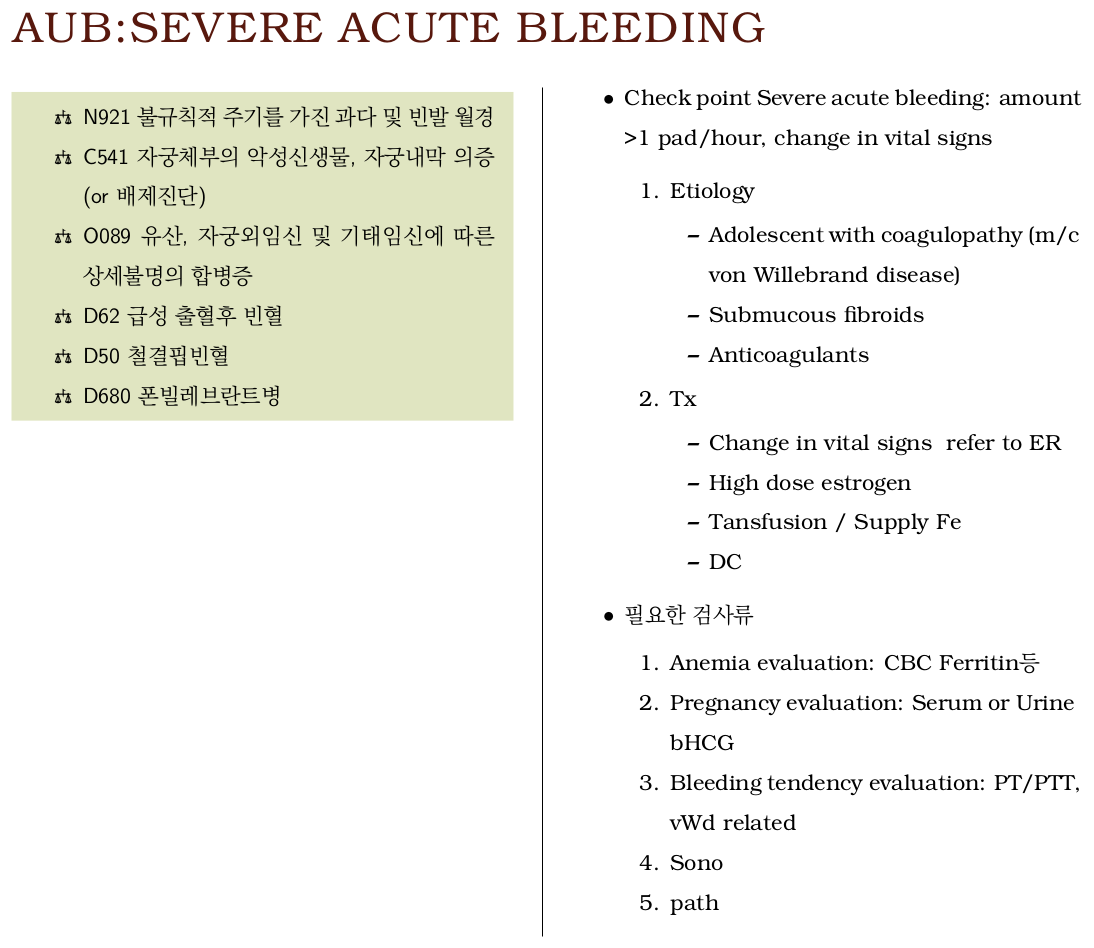 AUB:SEVERE ACUTE BLEEDING
N921 불규칙적 주기를 가진 과다 및 빈발 월경
C541 자궁체부의 악성신생물, 자궁내막 의증
(or 배제진단)
O089 유산, 자궁외임신 및 기태임신에 따른
상세불명의 합병증
D62 급성 출혈후 빈혈
D50 철결핍빈혈
D680 폰빌레브란트병
• Check point Severe acute bleeding: amount
>1 pad/hour, change in vital signs
1. Etiology
– Adolescent with coagulopathy (m/c
von Willebrand disease)
– Submucous fibroids
– Anticoagulants
2. Tx
– Change in vital signs refer to ER
– High dose estrogen
– Tansfusion / Supply Fe
– DC
• 필요한 검사류
1. Anemia evaluation: CBC Ferritin등
2. Pregnancy evaluation: Serum or Urine
bHCG
3. Bleeding tendency evaluation: PT/PTT,
vWd related
4. Sono
5. path